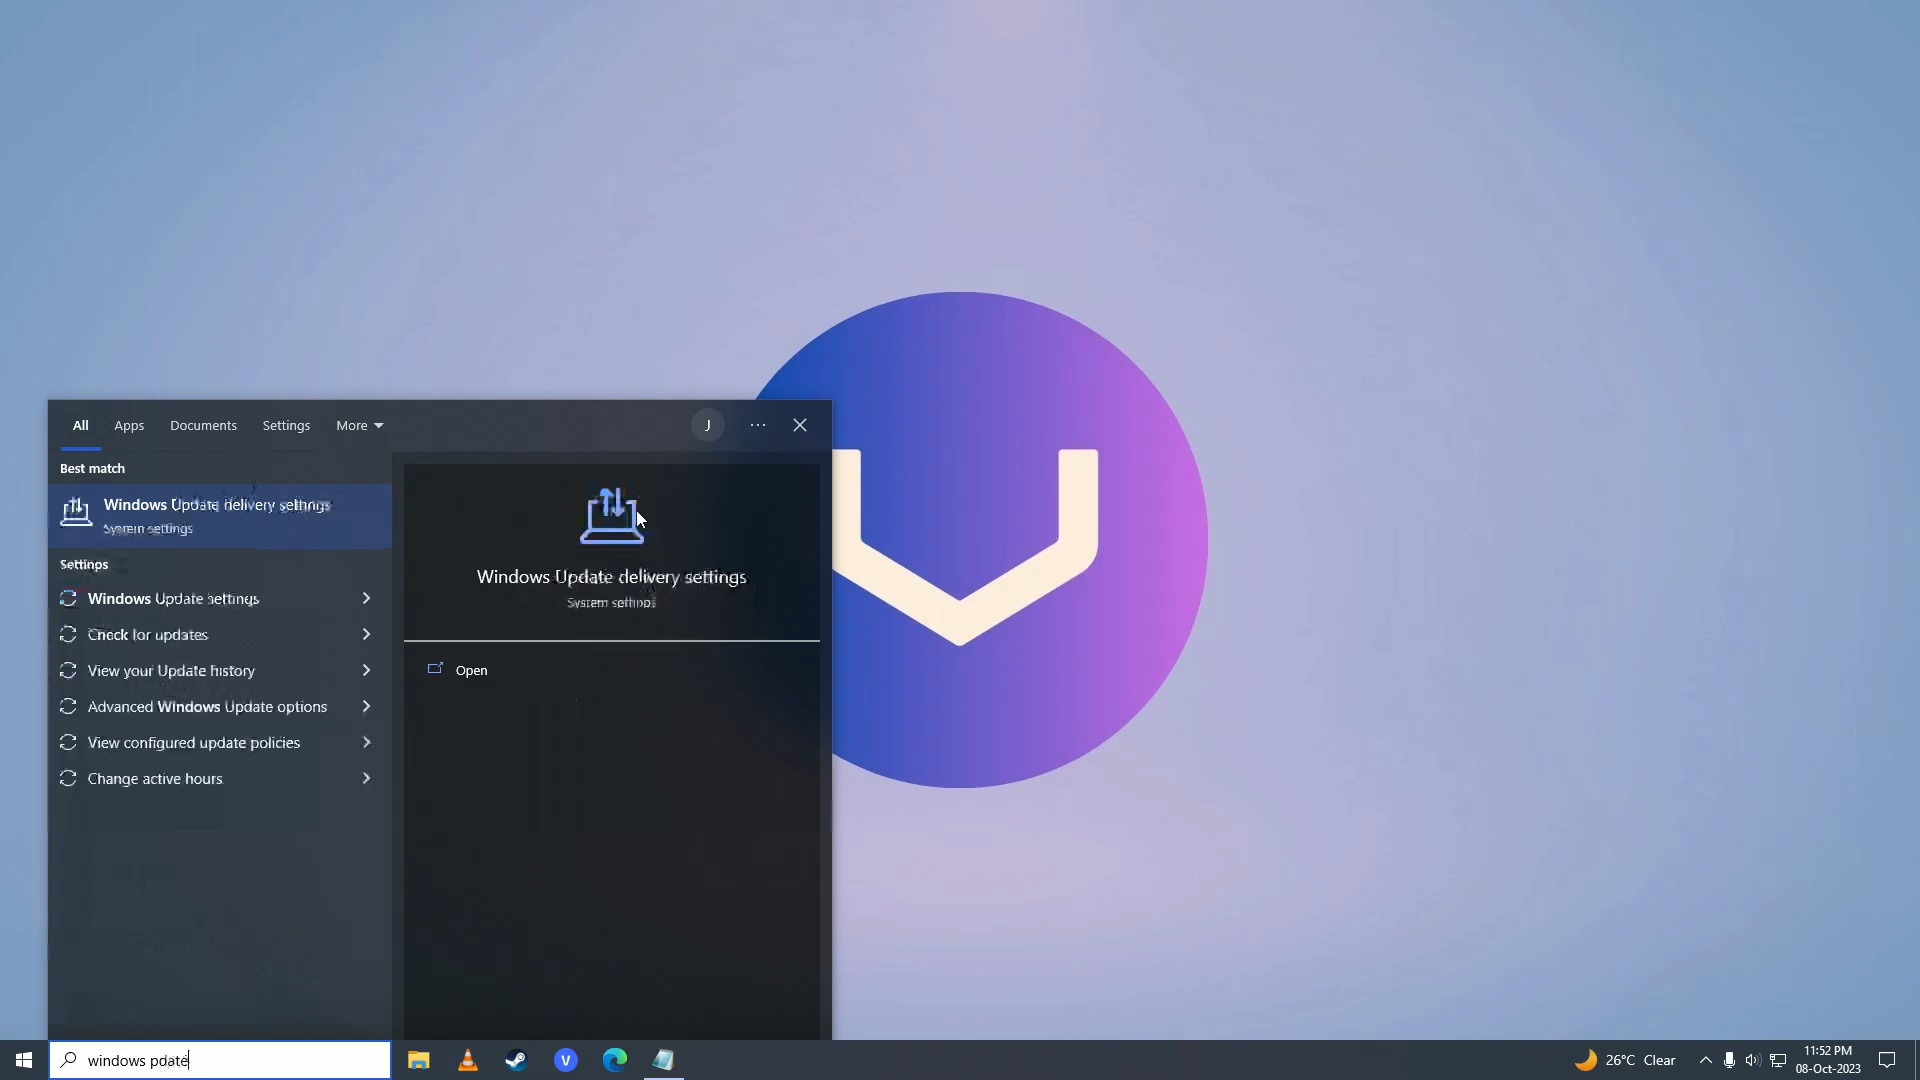 All Apps Documents Settings More J
Best match
Windows Update delivery settings
System settings
Settings
Windows Update settings
Check for updates
View your Update history
Advanced Windows Update options
View configured update policies
Change active hours
Windows Update delivery settings
System settings
Open
windows pdate
V
26°C Clear
11:52 PM
08-Oct-2023